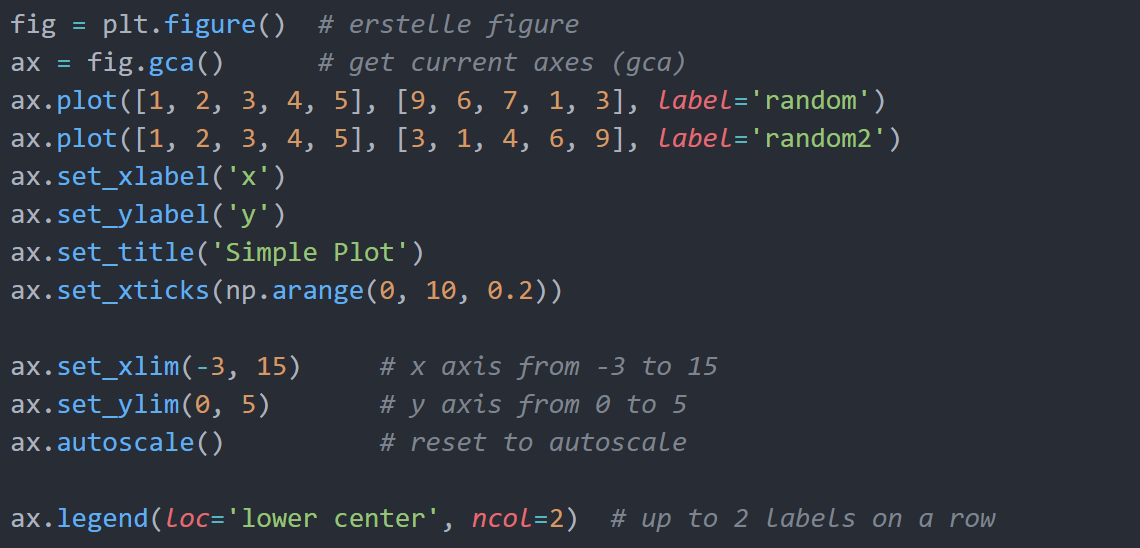 fig = plt.figure()  # erstelle figure
ax = fig.gca()      # get current axes (gca)
ax.plot([1, 2, 3, 4, 5], [9, 6, 7, 1, 3], label='random')
ax.plot([1, 2, 3, 4, 5], [3, 1, 4, 6, 9], label='random2')
ax.set_xlabel('x')
ax.set_ylabel('y')
ax.set_title('Simple Plot')
ax.set_xticks(np.arange(0, 10, 0.2))

ax.set_xlim(-3, 15)     # x axis from -3 to 15
ax.set_ylim(0, 5)       # y axis from 0 to 5
ax.autoscale()          # reset to autoscale

ax.legend(loc='lower center', ncol=2)  # up to 2 labels on a row